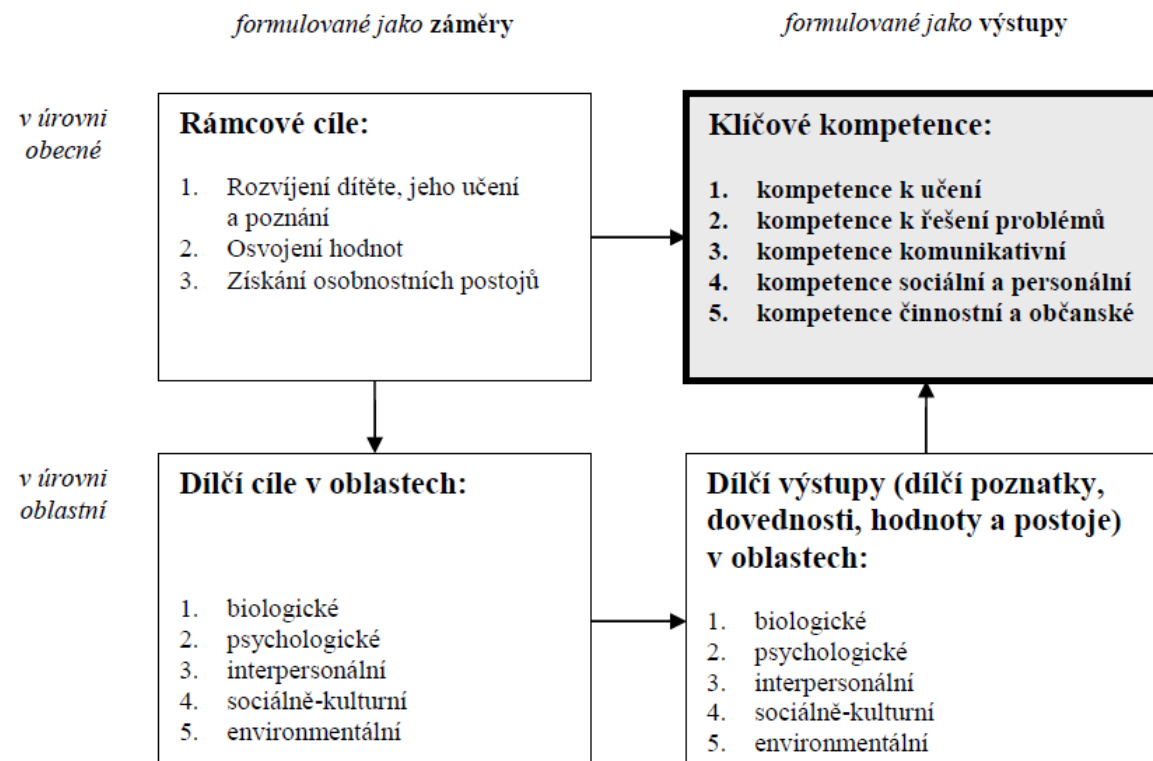 formulované jako záměry
formulované jako výstupy
v úrovni
obecné
Rámcové cíle:
1. Rozvíjení dítěte, jeho učení
a poznání
2. Osvojení hodnot
3. Získání osobnostních postojů
Klíčové kompetence:
1. kompetence k učení
2. kompetence k řešení problémů
3. kompetence komunikativní
4. kompetence sociální a personální
5. kompetence činnostní a občanské
v úrovni
oblastní
Dílčí cíle v oblastech:
1. biologické
2. psychologické
3. interpersonální
4. sociálně-kulturní
5. environmentální
Dílčí výstupy (dílčí poznatky,
dovednosti, hodnoty a postoje)
v oblastech:
1. biologické
2. psychologické
3. interpersonální
4. sociálně-kulturní
5. environmentální